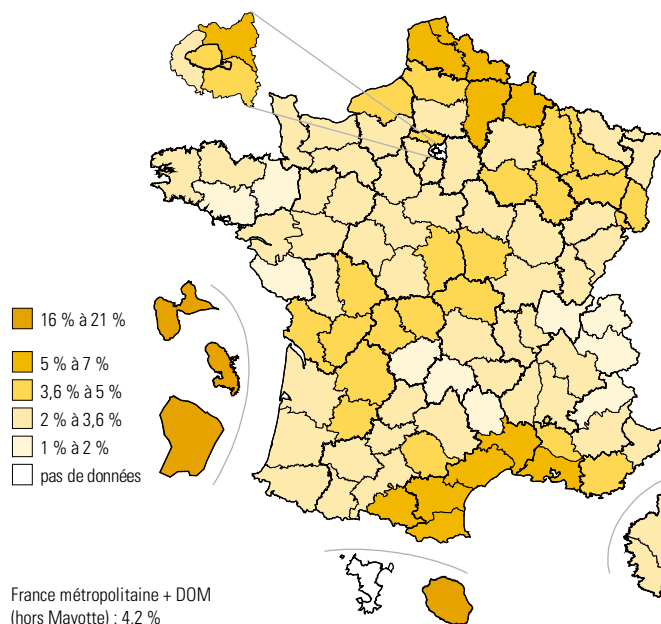 16 % à 21 %
5 % à 7 %
3,6 % à 5 %
2 % à 3,6 %
1 % à 2 %
pas de données
France métropolitaine + DOM
(hors Mayotte) : 4,2 %